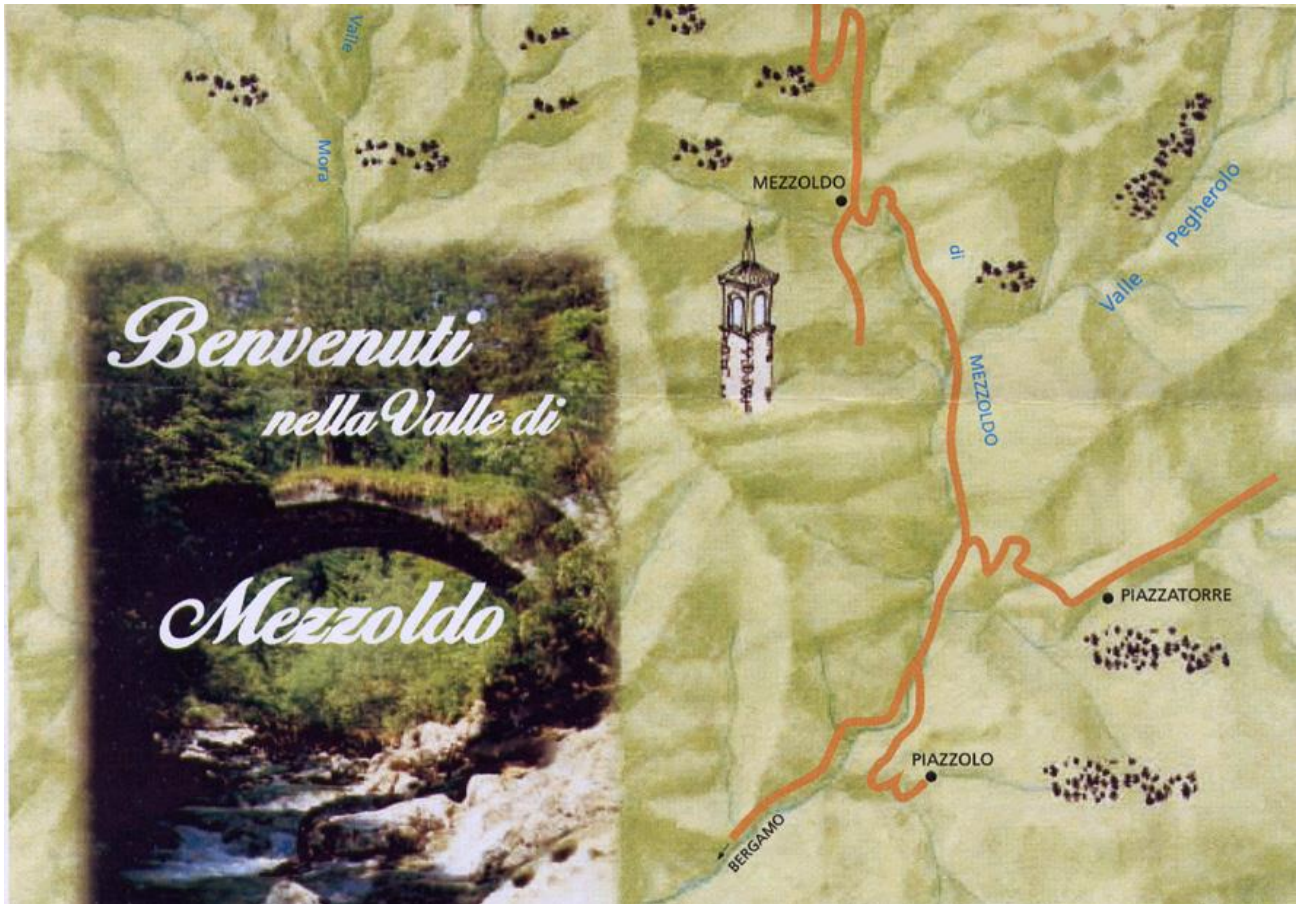 Valle
Mora
MEZZOLDO
di
Valle Pegherolo
MEZZOLDO
Benvenuti
nella Valle di
Mezzoldo
PIAZZATORRE
PIAZZOLO
BERGAMO